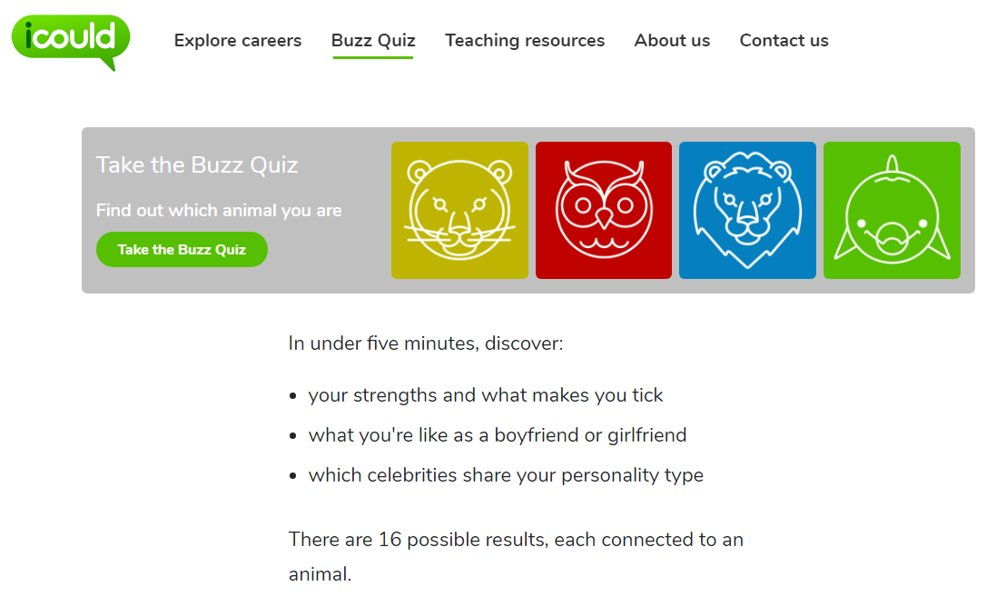 icould
Explore careers
Buzz Quiz
Teaching resources
About us
Contact us
Take the Buzz Quiz
Find out which animal you are
Take the Buzz Quiz
In under five minutes, discover:
• your strengths and what makes you tick
• what you're like as a boyfriend or girlfriend
• which celebrities share your personality type
There are 16 possible results, each connected to an
animal.